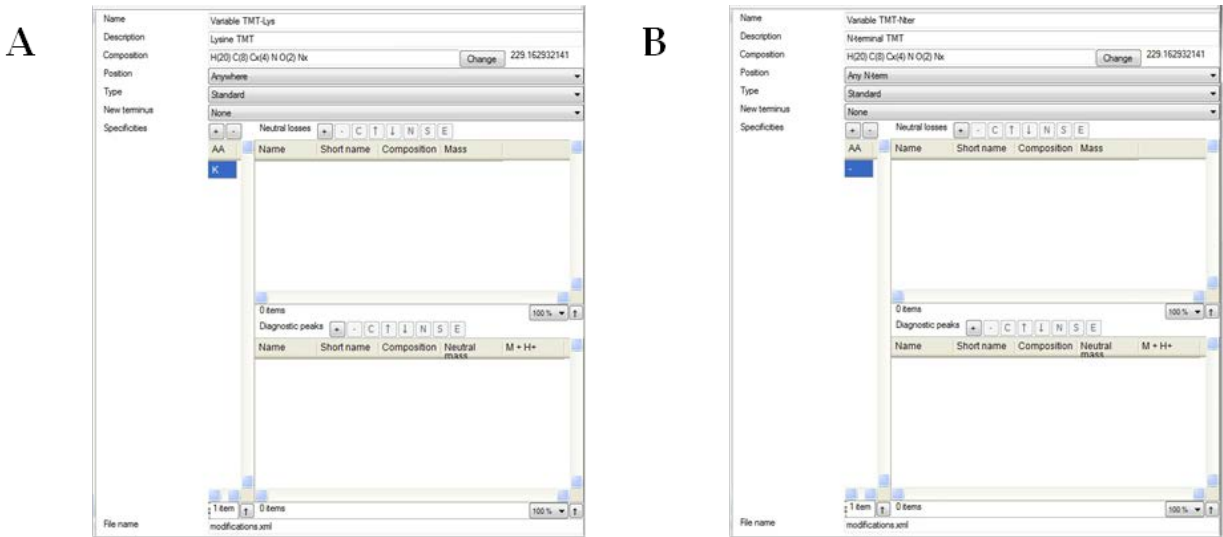 A
Name Variable TMT-Lys
Description Lysine TMT
Composition H(20) C(8) Cx(4) N O(2) Nx Change 229.162932141
Position Anywhere
Type Standard
New terminus None
Specificities + - Neutral losses + - C ↑ ↓ N S E
AA Name Short name Composition Mass
K
0 items 100 % ↑
Diagnostic peaks + - C ↑ ↓ N S E
Name Short name Composition Neutral mass M + H+
1 item ↑ 0 items 100 % ↑
File name modifications.xml
B
Name Variable TMT-Nter
Description N-terminal TMT
Composition H(20) C(8) Cx(4) N O(2) Nx Change 229.162932141
Position Any N-term
Type Standard
New terminus None
Specificities + - Neutral losses + - C ↑ ↓ N S E
AA Name Short name Composition Mass
-
0 items 100 % ↑
Diagnostic peaks + - C ↑ ↓ N S E
Name Short name Composition Neutral mass M + H+
1 item ↑ 0 items 100 % ↑
File name modifications.xml